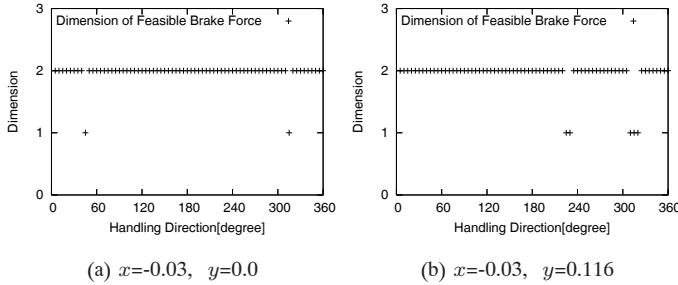 3
Dimension of Feasible Brake Force
2
1
0
Dimension
0 60 120 180 240 300 360
Handling Direction[degree]
(a) x=-0.03, y=0.0
3
Dimension of Feasible Brake Force
2
1
0
Dimension
0 60 120 180 240 300 360
Handling Direction[degree]
(b) x=-0.03, y=0.116